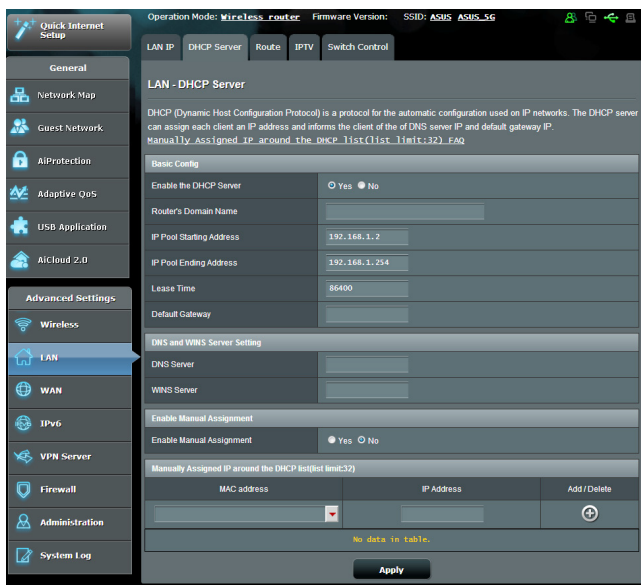 Operation Mode: Wireless router Firmware Version: SSID: ASUS ASUS_5G
Quick Internet
Setup
General
Network Map
Guest Network
AiProtection
Adaptive QoS
USB Application
AiCloud 2.0
Advanced Settings
Wireless
LAN
WAN
IPv6
VPN Server
Firewall
Administration
System Log
LAN IP DHCP Server Route IPTV Switch Control
LAN - DHCP Server
DHCP (Dynamic Host Configuration Protocol) is a protocol for the automatic configuration used on IP networks. The DHCP server
can assign each client an IP address and informs the client of the of DNS server IP and default gateway IP.
Manually Assigned IP around the DHCP list(list limit:32) FAQ
Basic Config
Enable the DHCP Server Yes No
Router's Domain Name
IP Pool Starting Address 192.168.1.2
IP Pool Ending Address 192.168.1.254
Lease Time 86400
Default Gateway
DNS and WINS Server Setting
DNS Server
WINS Server
Enable Manual Assignment
Enable Manual Assignment Yes No
Manually Assigned IP around the DHCP list(list limit:32)
MAC address IP Address Add / Delete
No data in table.
Apply